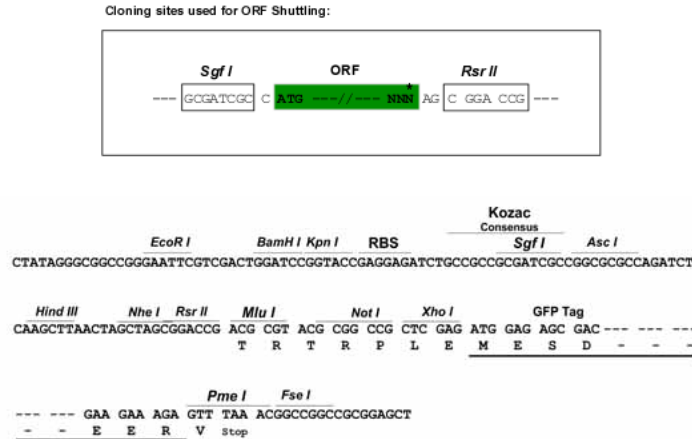 Cloning sites used for ORF Shuttling:
Sgf I ORF Rsr II
--- GCGATCGC C ATG ---//--- NNN* AG C GGA CCG ---
Kozac
Consensus
EcoR I BamH I Kpn I RBS Sgf I Asc I
CTATAGGGCGGCCGGGAATTCGTCGACTGGATCCGGTACCGAGGAGATCTGCCGCCGCGATCGCCGGCGCGCCAGATCT
Hind III Nhe I Rsr II Mlu I Not I Xho I GFP Tag
CAAGCTTAACTAGCTAGCGGACCG ACG CGT ACG CGG CCG CTC GAG ATG GAG AGC GAC--- --- ---
T R T R P L E M E S D - - -
Pme I Fse I
--- --- GAA GAA AGA GTT TAA ACGGCCGGCCGCGGAGCT
- - E E R V Stop